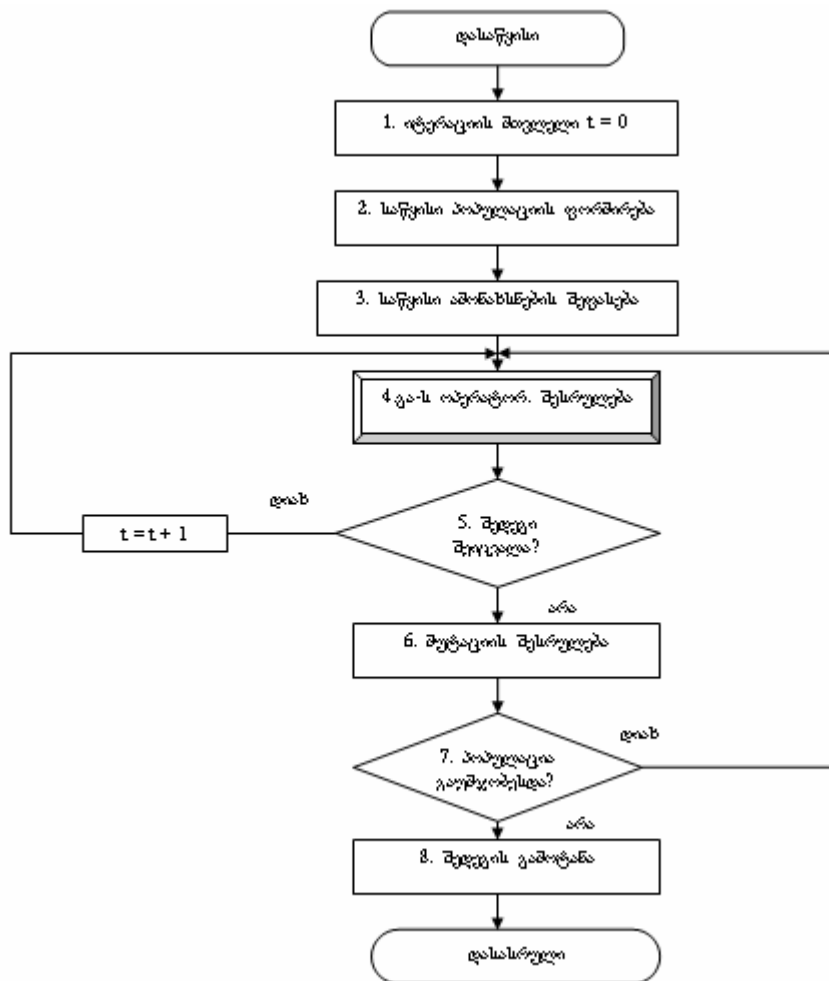 დასაწყისი
1. იტერაციის მთვლელი t = 0
2. საწყისი პოპულაციის ფორმირება
3. საწყისი ამონახსნების შეფასება
4.გა-ს ოპერატორ. შესრულება
დიახ
5. შედეგი
შეიცვალა?
t = t + 1
არა
6. მუტაციის შესრულება
დიახ
7. პოპულაცია
გაუმჯობესდა?
არა
8. შედეგის გამოტანა
დასასრული